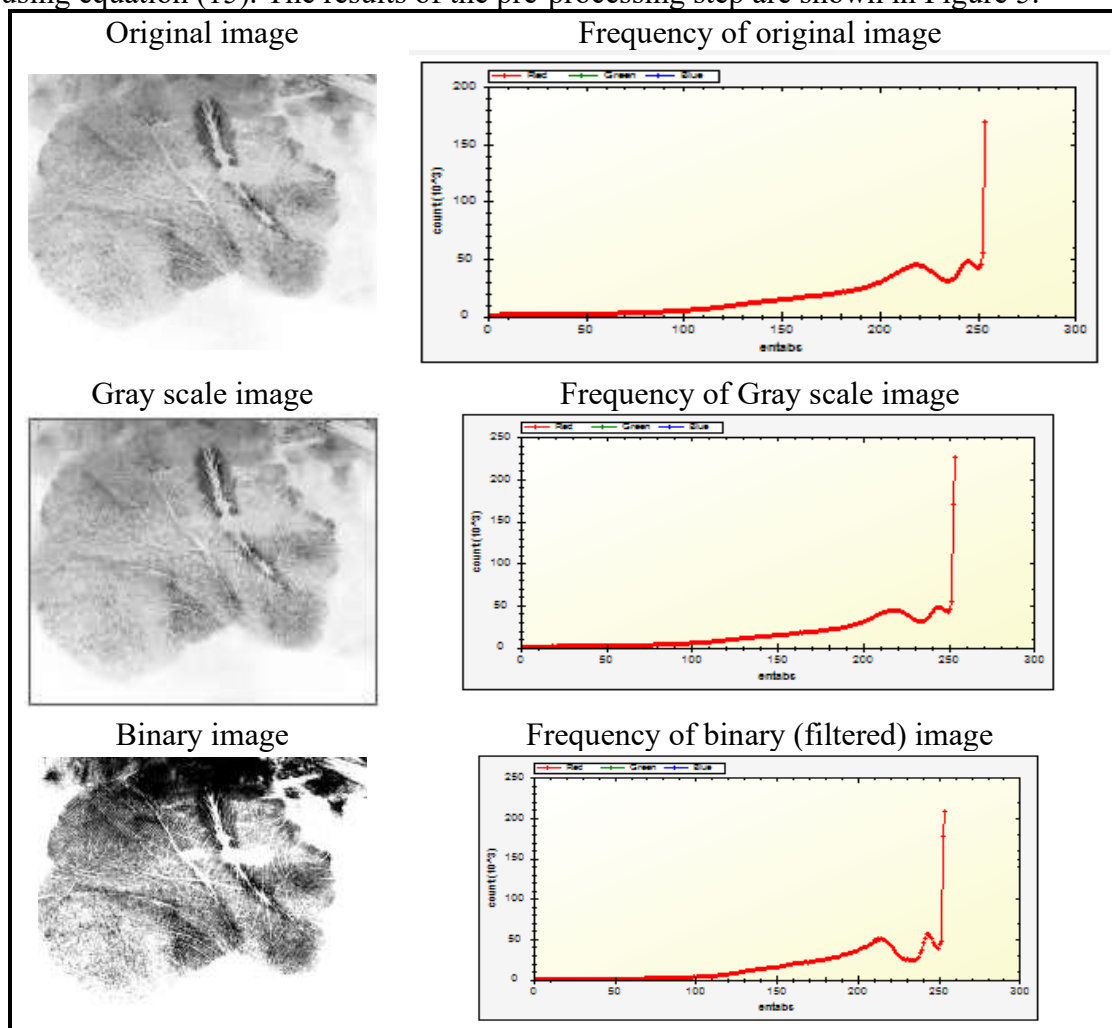 using equation (15). The results of the pre-processing step are shown in Figure 5.
Original image Frequency of original image
Red Green Blue
200
150
100
50
0
count(10^3)
0 50 100 150 200 250 300
entabs
Gray scale image Frequency of Gray scale image
Red Green Blue
250
200
150
100
50
0
count(10^3)
0 50 100 150 200 250 300
entabs
Binary image Frequency of binary (filtered) image
Red Green Blue
250
200
150
100
50
0
count(10^3)
0 50 100 150 200 250 300
entabs